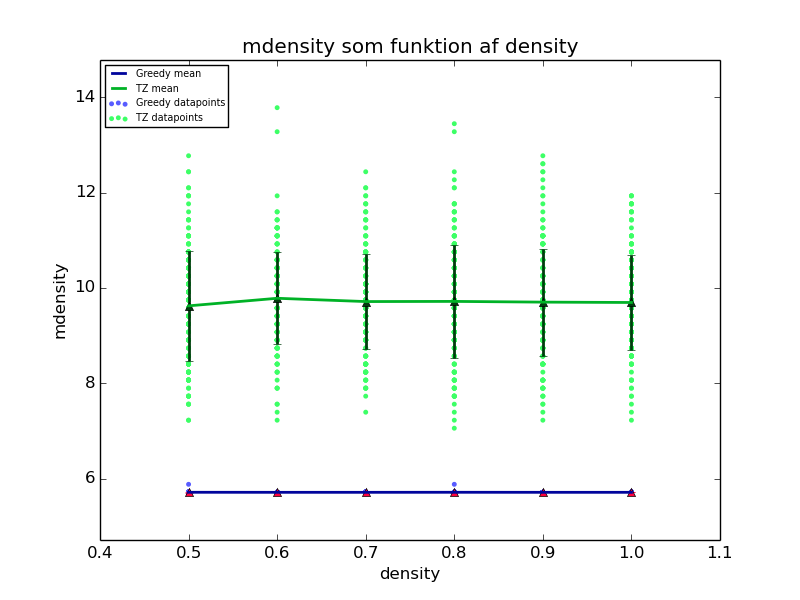 mdensity som funktion af density
Greedy mean
TZ mean
Greedy datapoints
TZ datapoints
14
12
10
8
6
mdensity
0.4 0.5 0.6 0.7 0.8 0.9 1.0 1.1
density